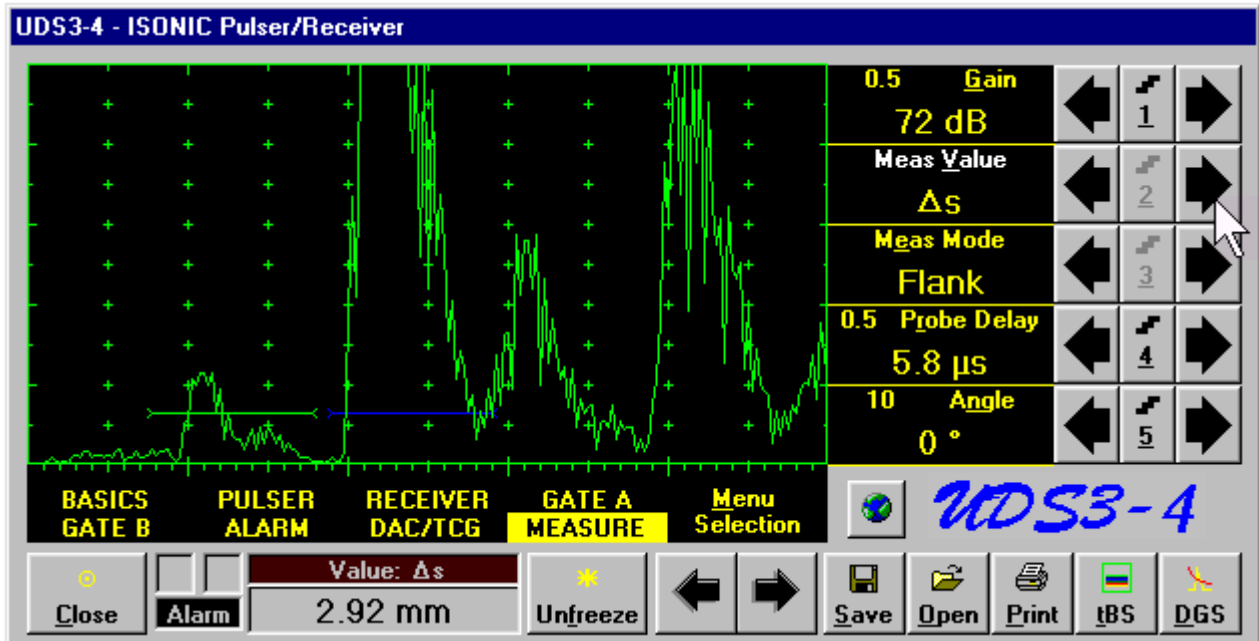 UDS3-4 - ISONIC Pulser/Receiver
0.5 Gain
72 dB
1
Meas Value
Δs
2
Meas Mode
Flank
3
0.5 Probe Delay
5.8 µs
4
10 Angle
0 °
5
BASICS PULSER RECEIVER GATE A Menu
GATE B ALARM DAC/TCG MEASURE Selection
UDS3-4
Value: Δs
Close Alarm 2.92 mm Unfreeze Save Open Print tBS DGS